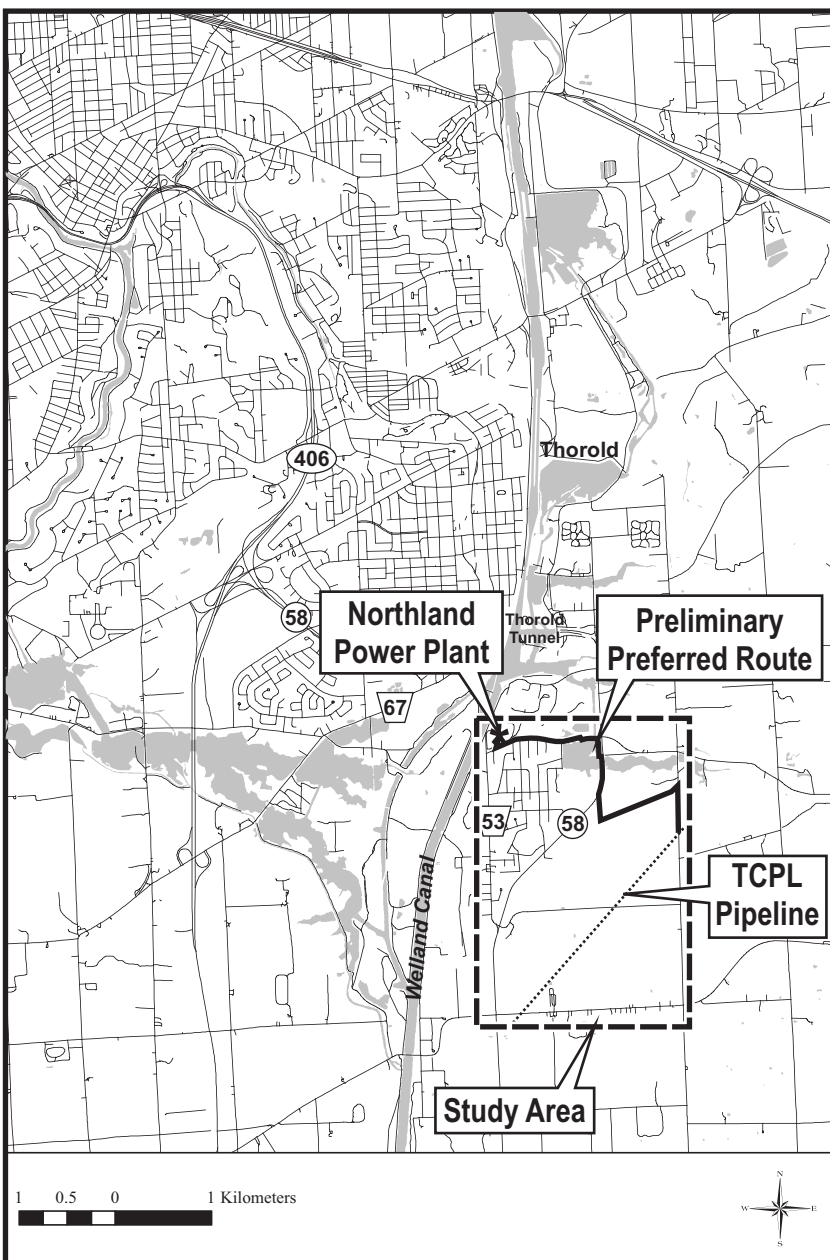 Thorold
406
58
Northland
Power Plant
Thorold
Tunnel
Preliminary
Preferred Route
67
53
58
TCPL
Pipeline
Welland Canal
Study Area
1 0.5 0 1 Kilometers
N
W E
S